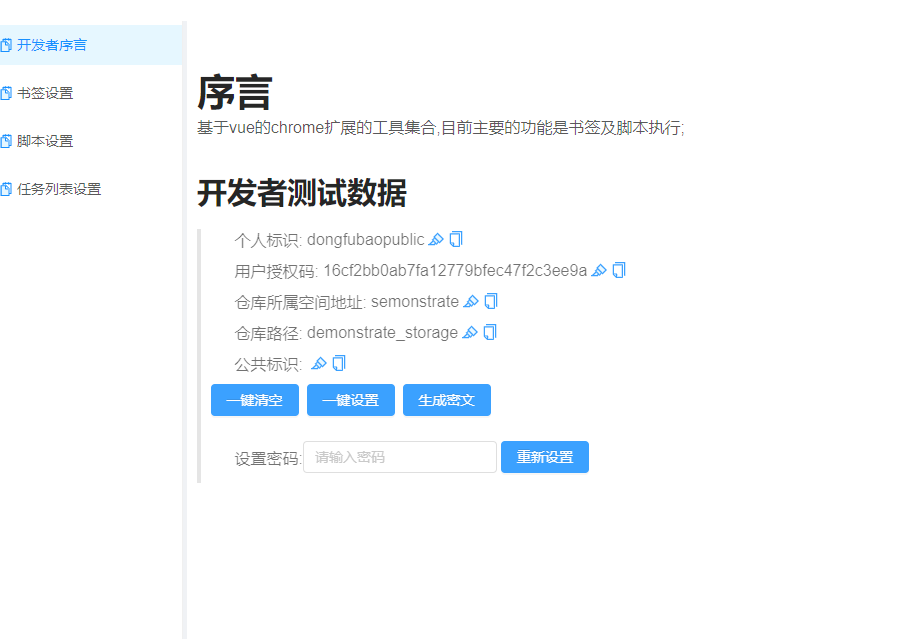 开发者序言
书签设置
脚本设置
任务列表设置
序言
基于vue的chrome扩展的工具集合,目前主要的功能是书签及脚本执行;
开发者测试数据
个人标识: dongfubaopublic
用户授权码: 16cf2bb0ab7fa12779bfec47f2c3ee9a
仓库所属空间地址: semonstrate
仓库路径: demonstrate_storage
公共标识:
一键清空 一键设置 生成密文
设置密码: 请输入密码 重新设置